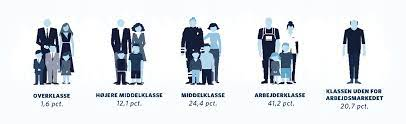 OVERKLASSE
1,6 pct.
HØJERE MIDDELKLASSE
12,1 pct.
MIDDELKLASSE
24,4 pct.
ARBEJDERKLASSE
41,2 pct.
KLASSEN UDEN FOR
ARBEJDSMARKEDET
20,7 pct.